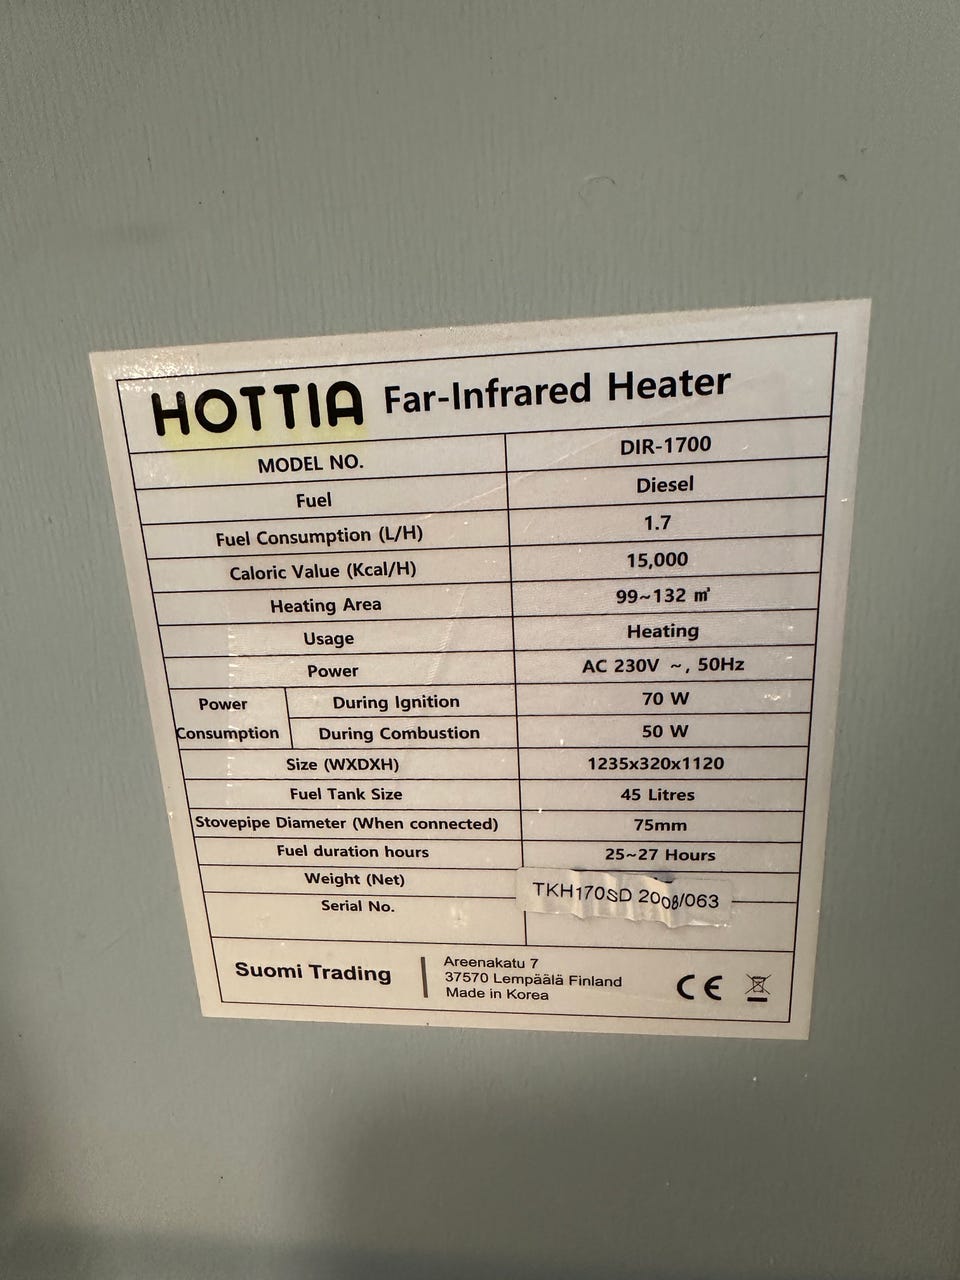 HOTTIA Far-Infrared Heater
MODEL NO. DIR-1700
Fuel Diesel
Fuel Consumption (L/H) 1.7
Caloric Value (Kcal/H) 15,000
Heating Area 99~132 ㎡
Usage Heating
Power AC 230V ~, 50Hz
Power Consumption During Ignition 70 W
During Combustion 50 W
Size (WXDXH) 1235x320x1120
Fuel Tank Size 45 Litres
Stovepipe Diameter (When connected) 75mm
Fuel duration hours 25~27 Hours
Weight (Net)
Serial No. TKH170SD 2008/063
Suomi Trading
Areenakatu 7
37570 Lempäälä Finland
Made in Korea
CE